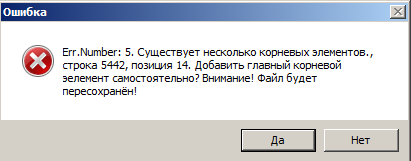 Ошибка
Err.Number: 5. Существует несколько корневых элементов.,
строка 5442, позиция 14. Добавить главный корневой
эелемент самостоятельно? Внимание! Файл будет
пересохранён!
Да
Нет